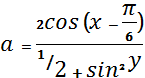 a = 2cos (x − π/6) / 1/2 + sin² y